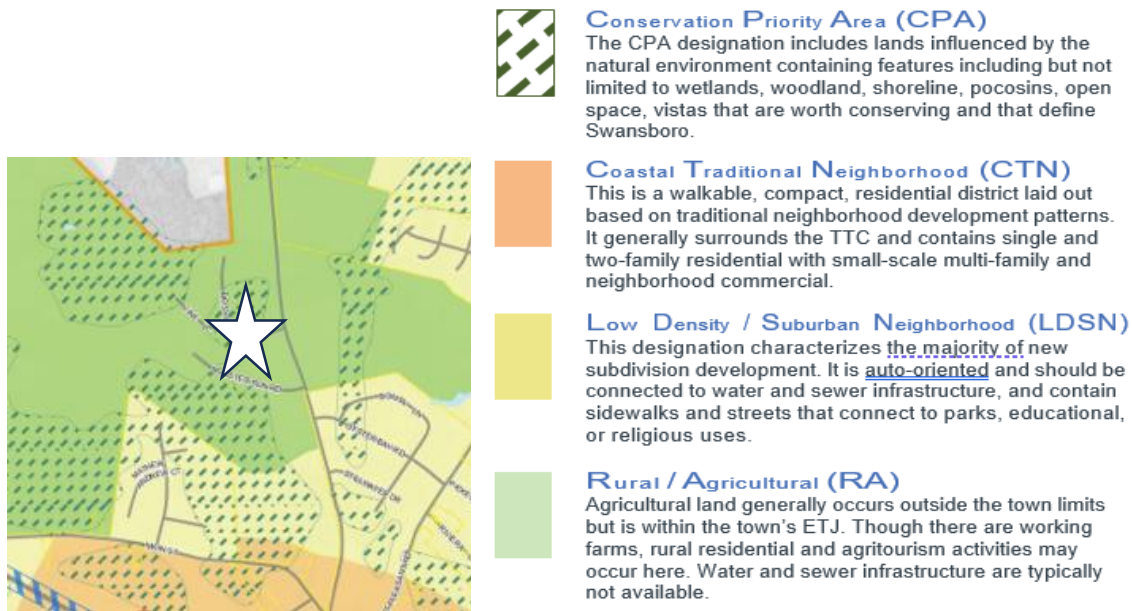 Conservation Priority Area (CPA)
The CPA designation includes lands influenced by the
natural environment containing features including but not
limited to wetlands, woodland, shoreline, pocosins, open
space, vistas that are worth conserving and that define
Swansboro.
Coastal Traditional Neighborhood (CTN)
This is a walkable, compact, residential district laid out
based on traditional neighborhood development patterns.
It generally surrounds the TTC and contains single and
two-family residential with small-scale multi-family and
neighborhood commercial.
Low Density / Suburban Neighborhood (LDSN)
This designation characterizes the majority of new
subdivision development. It is auto-oriented and should be
connected to water and sewer infrastructure, and contain
sidewalks and streets that connect to parks, educational,
or religious uses.
Rural / Agricultural (RA)
Agricultural land generally occurs outside the town limits
but is within the town's ETJ. Though there are working
farms, rural residential and agritourism activities may
occur here. Water and sewer infrastructure are typically
not available.